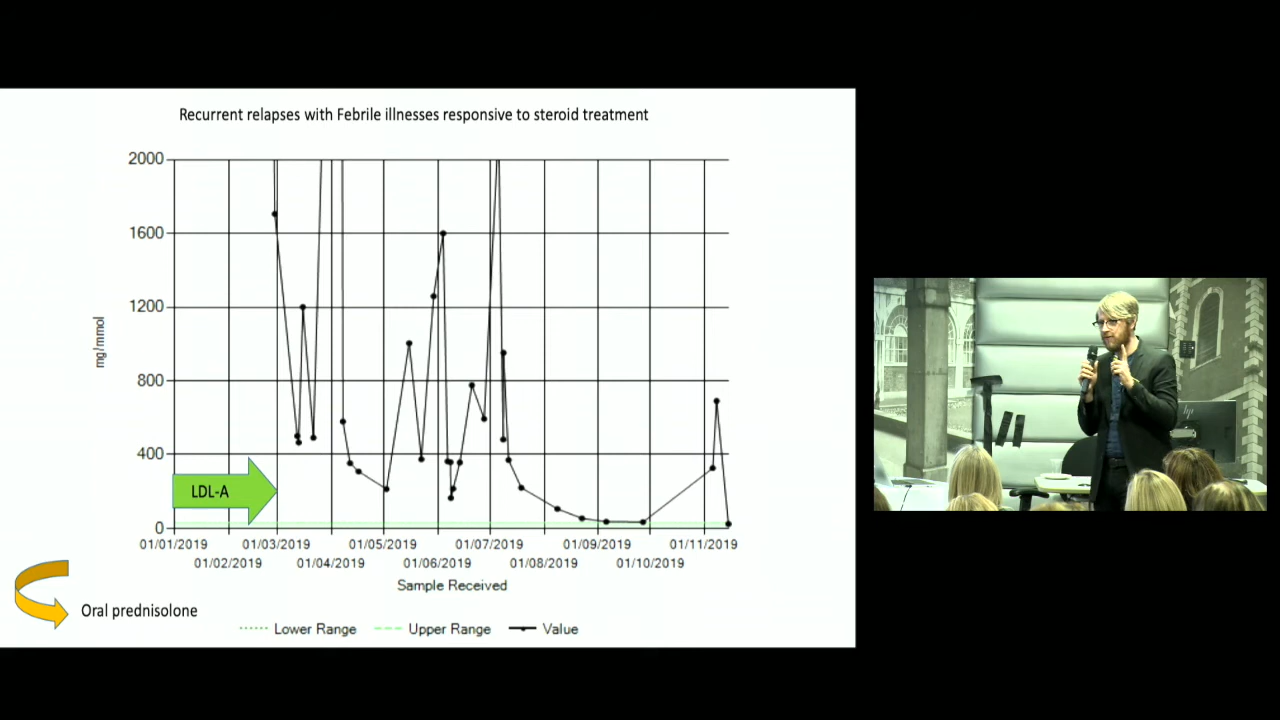 Recurrent relapses with Febrile illnesses responsive to steroid treatment
2000
1600
1200
800
400
0
mg/mmol
LDL-A
01/01/2019 01/03/2019 01/05/2019 01/07/2019 01/09/2019 01/11/2019
01/02/2019 01/04/2019 01/06/2019 01/08/2019 01/10/2019
Sample Received
Oral prednisolone
Lower Range Upper Range Value
hp